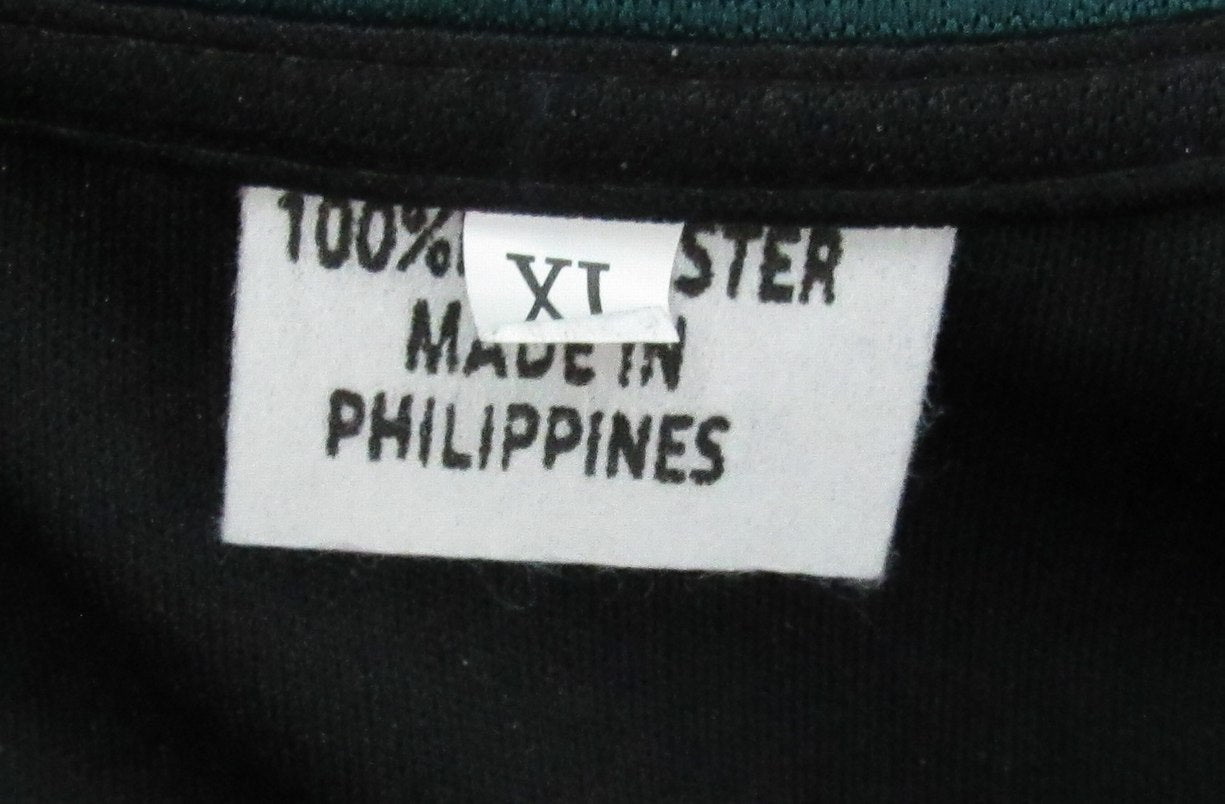 100% STER
XL
MADE IN
PHILIPPINES